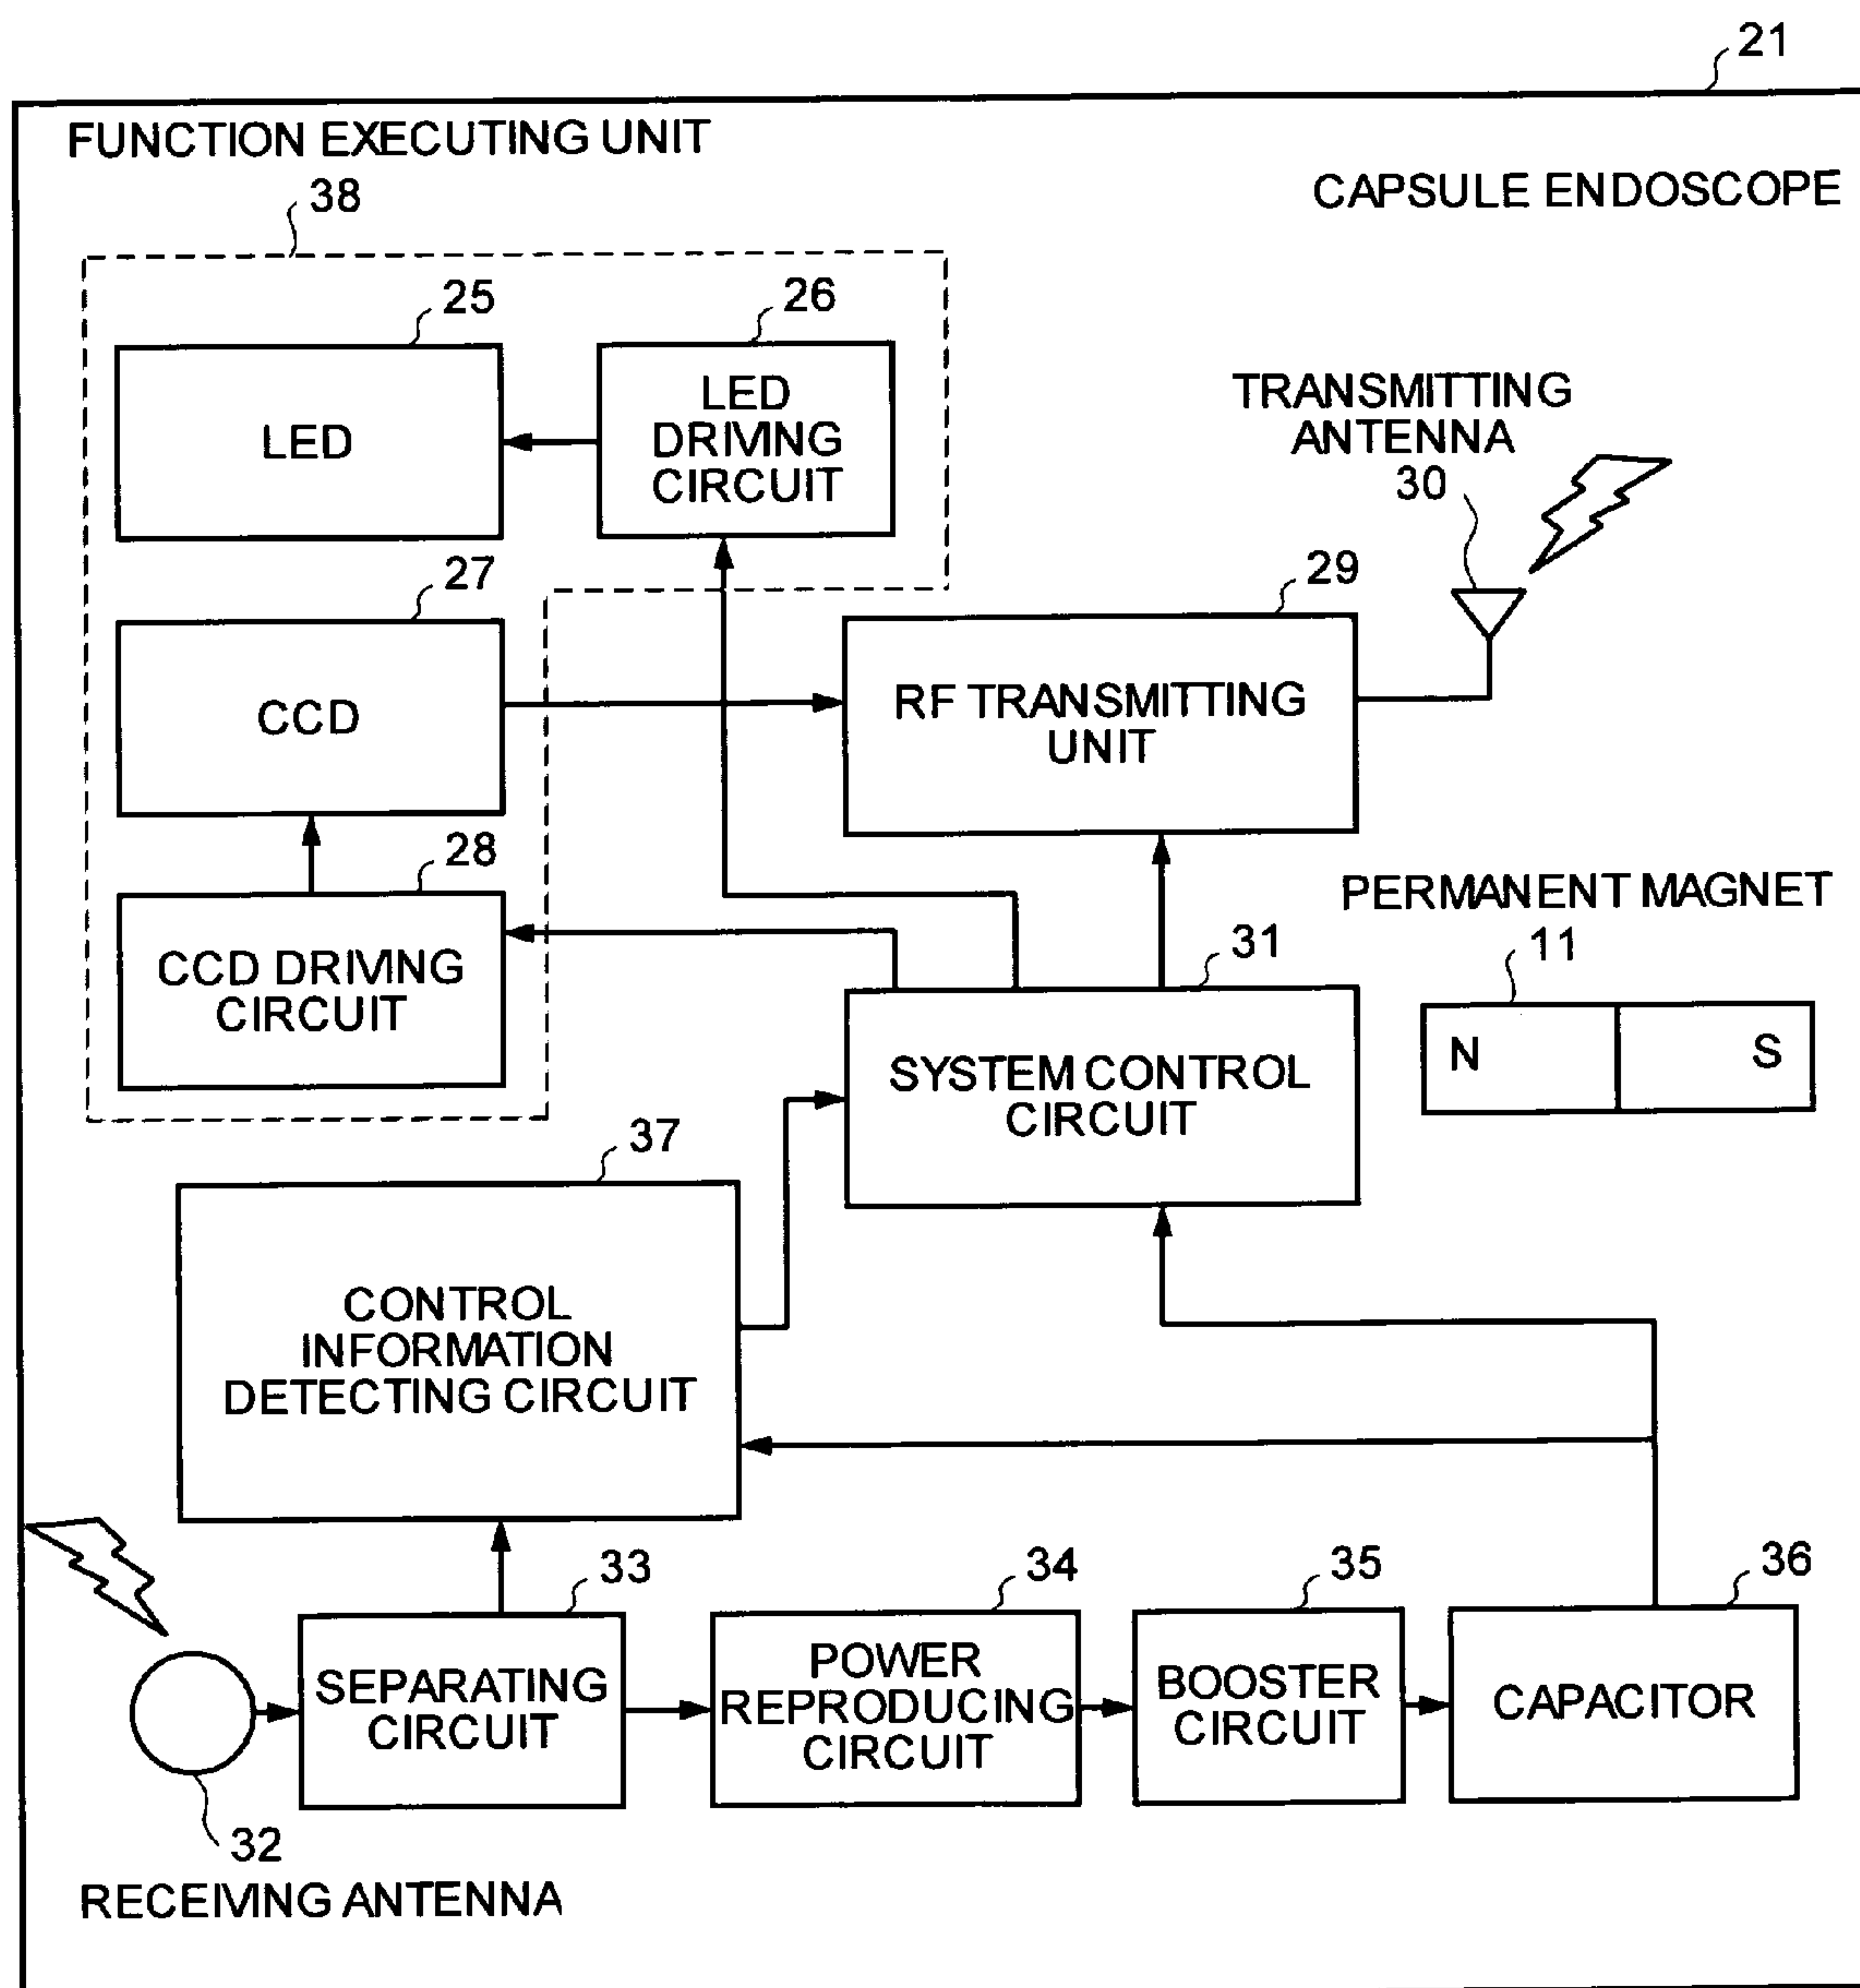 21
FUNCTION EXECUTING UNIT
CAPSULE ENDOSCOPE
38
25
26
LED
LED
DRIVING
CIRCUIT
TRANSMITTING
ANTENNA
30
27
29
CCD
RF TRANSMITTING
UNIT
28
CCD DRIVING
CIRCUIT
PERMANENT MAGNET
11
N S
31
SYSTEM CONTROL
CIRCUIT
37
CONTROL
INFORMATION
DETECTING CIRCUIT
33
34
35
36
SEPARATING
CIRCUIT
POWER
REPRODUCING
CIRCUIT
BOOSTER
CIRCUIT
CAPACITOR
32
RECEIVING ANTENNA